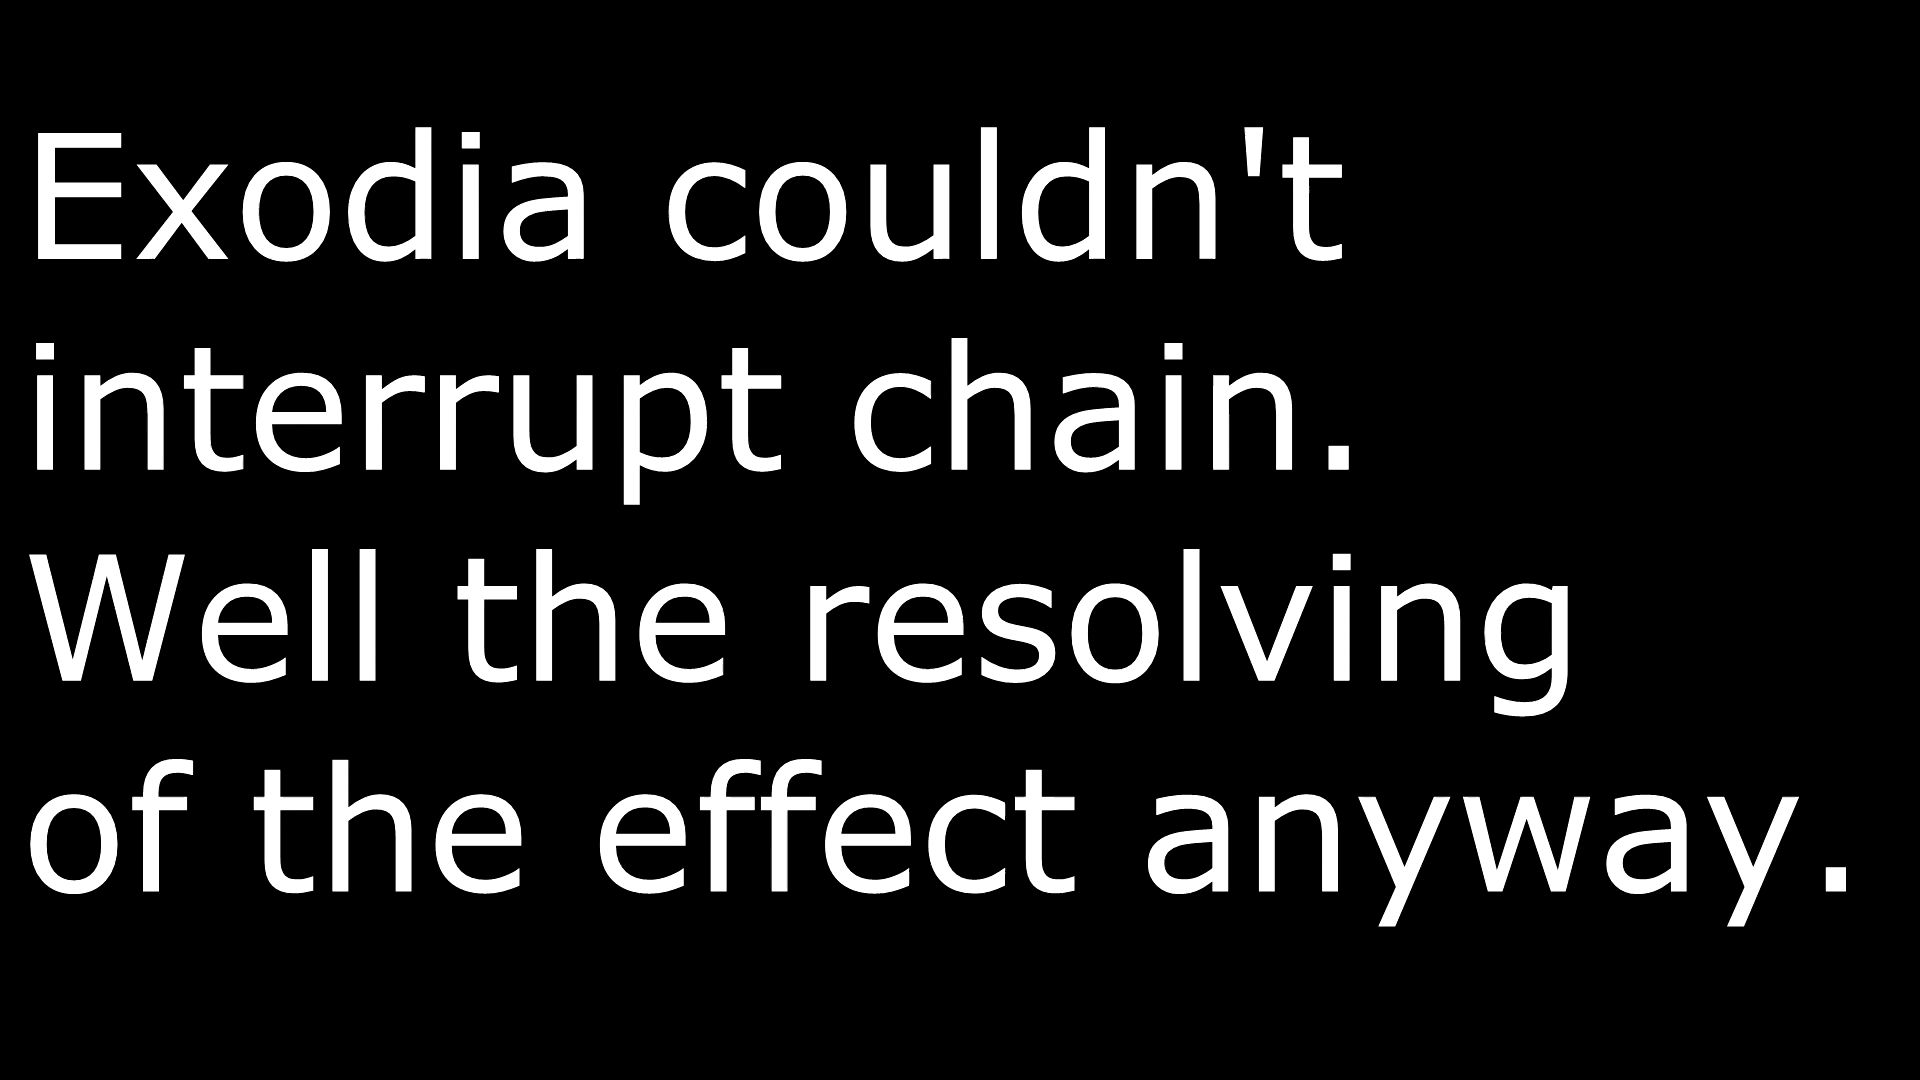 Exodia couldn't
interrupt chain.
Well the resolving
of the effect anyway.